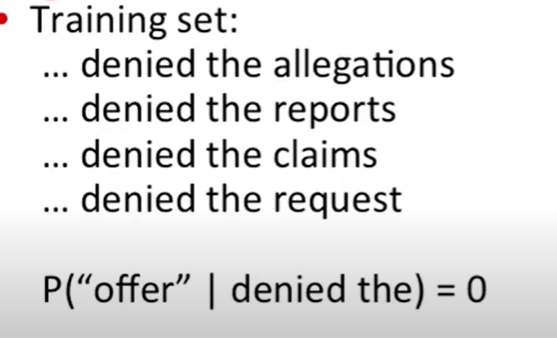 • Training set:
... denied the allegations
... denied the reports
... denied the claims
... denied the request
P(“offer” | denied the) = 0